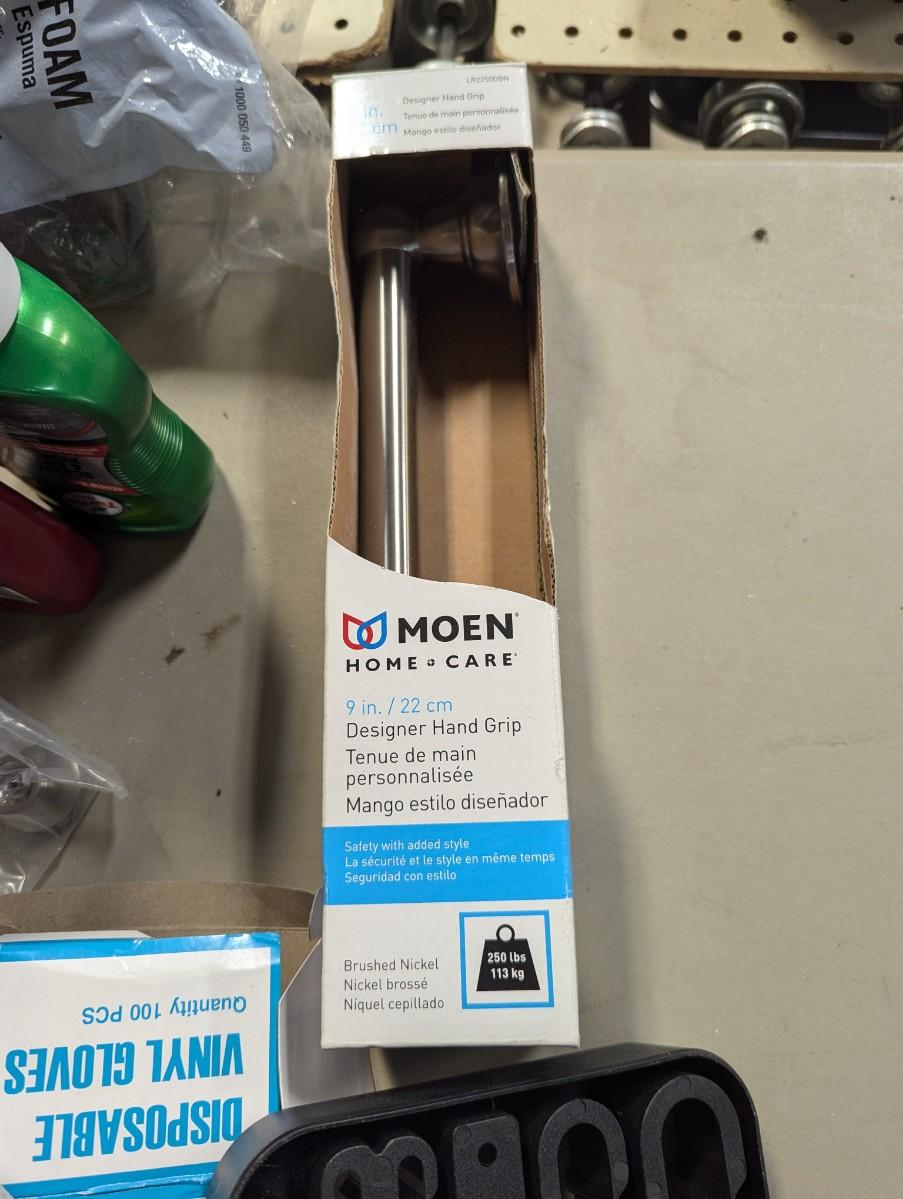 FOAM
Espuma
1000 050 449
LR2250DBN
in.
cm
Designer Hand Grip
Tenue de main personnalisée
Mango estilo diseñador
MOEN®
HOME + CARE®
9 in. / 22 cm
Designer Hand Grip
Tenue de main
personnalisée
Mango estilo diseñador
Safety with added style
La sécurité et le style en même temps
Seguridad con estilo
250 lbs
113 kg
Brushed Nickel
Nickel brossé
Níquel cepillado
DISPOSABLE
VINYL GLOVES
Quantity 100 PCS